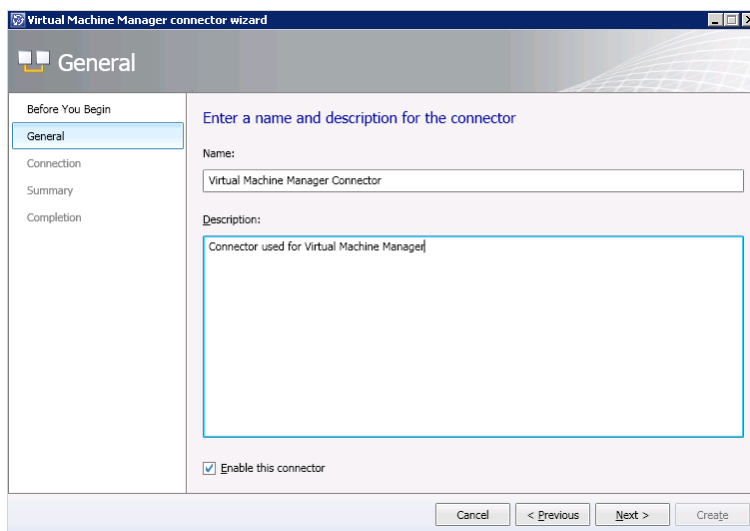 Virtual Machine Manager connector wizard
General
Before You Begin
General
Connection
Summary
Completion
Enter a name and description for the connector
Name:
Virtual Machine Manager Connector
Description:
Connector used for Virtual Machine Manager
Enable this connector
Cancel
< Previous
Next >
Create